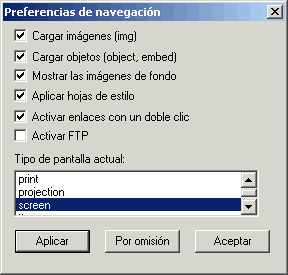 Preferencias de navegación
Cargar imágenes (img)
Cargar objetos (object, embed)
Mostrar las imágenes de fondo
Aplicar hojas de estilo
Activar enlaces con un doble clic
Activar FTP
Tipo de pantalla actual:
print
projection
screen
Aplicar
Por omisión
Aceptar